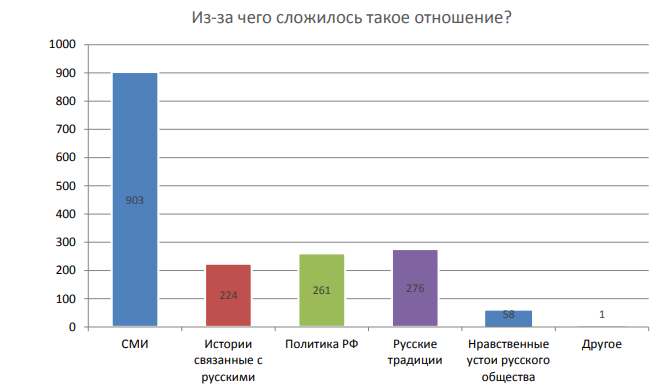 Из-за чего сложилось такое отношение?
1000
900
800
700
600
500
400
300
200
100
0
903
224
261
276
58
1
СМИ
Истории
связанные с
русскими
Политика РФ
Русские
традиции
Нравственные
устои русского
общества
Другое